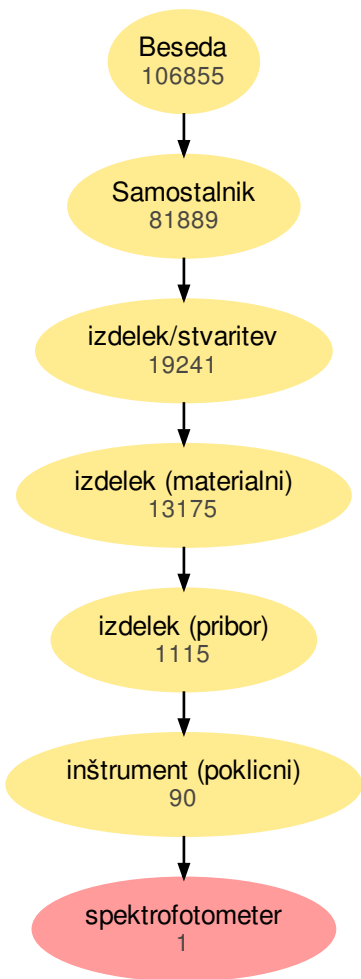 Beseda
106855
Samostalnik
81889
izdelek/stvaritev
19241
izdelek (materialni)
13175
izdelek (pribor)
1115
inštrument (poklicni)
90
spektrofotometer
1